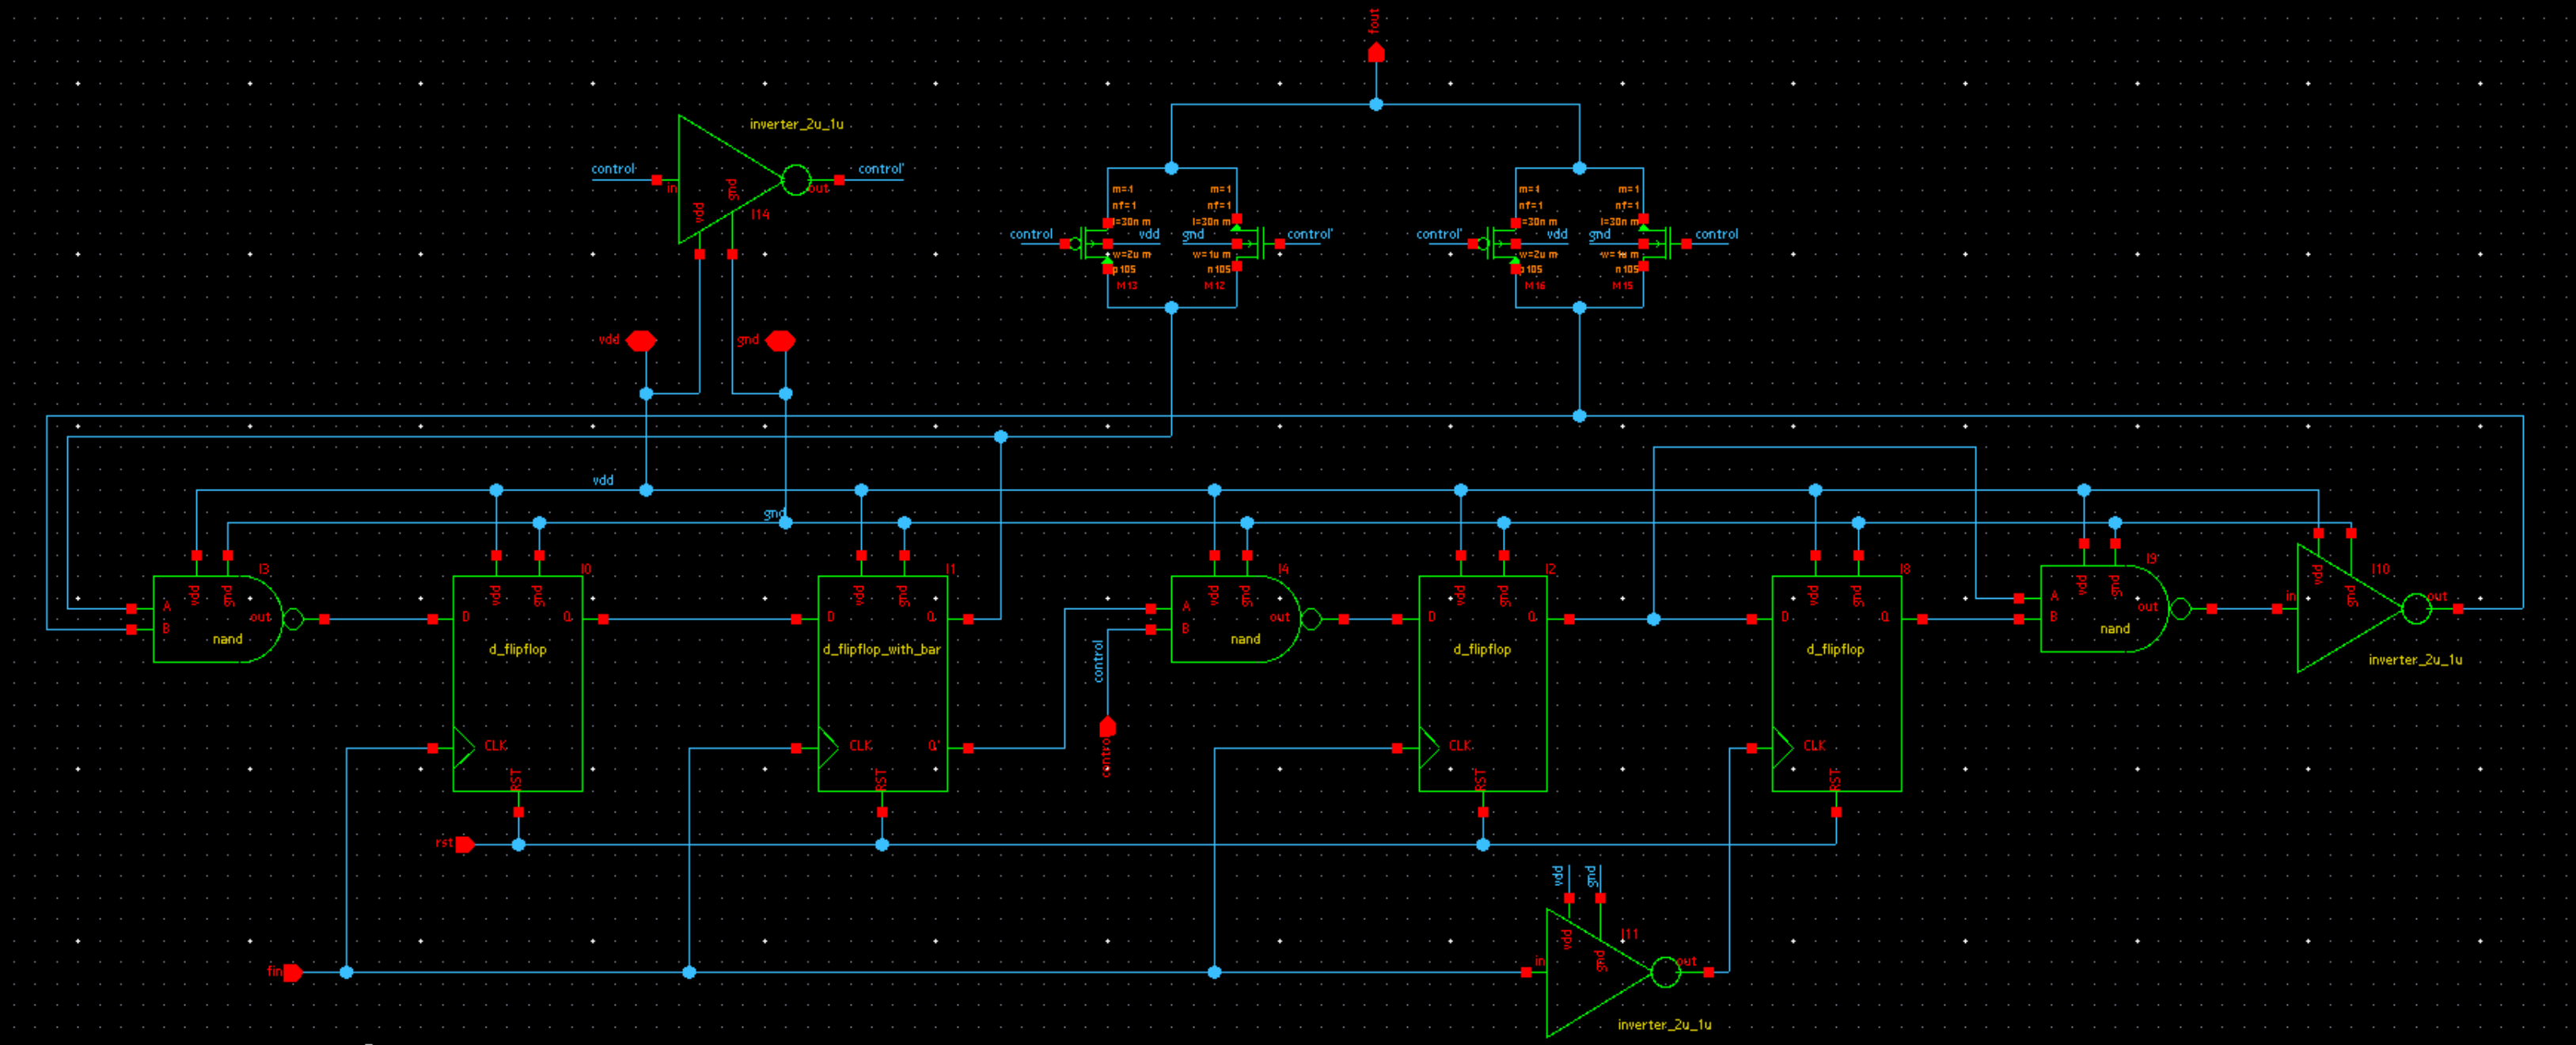 fout
inverter_2u_1u
control
control'
in
out
vdd
gnd
I14
m=1
nf=1
l=30n m
w=2u m
p105
M13
control
vdd
m=1
nf=1
l=30n m
w=1u m
n105
M12
gnd
control'
m=1
nf=1
l=30n m
w=2u m
p105
M16
control'
vdd
m=1
nf=1
l=30n m
w=1u m
n105
M15
gnd
control
vdd
gnd
vdd
gnd
I3
vdd
gnd
A
B
out
nand
I0
vdd
gnd
D
Q
d_flipflop
CLK
RST
I1
vdd
gnd
D
Q
d_flipflop_with_bar
CLK
Q'
RST
I4
vdd
gnd
A
B
out
nand
control
control
I2
vdd
gnd
D
Q
d_flipflop
CLK
RST
I8
vdd
gnd
D
Q
d_flipflop
CLK
RST
I9
vdd
gnd
A
B
out
nand
I10
vdd
gnd
in
out
inverter_2u_1u
rst
fin
vdd
gnd
I11
vdd
gnd
in
out
inverter_2u_1u